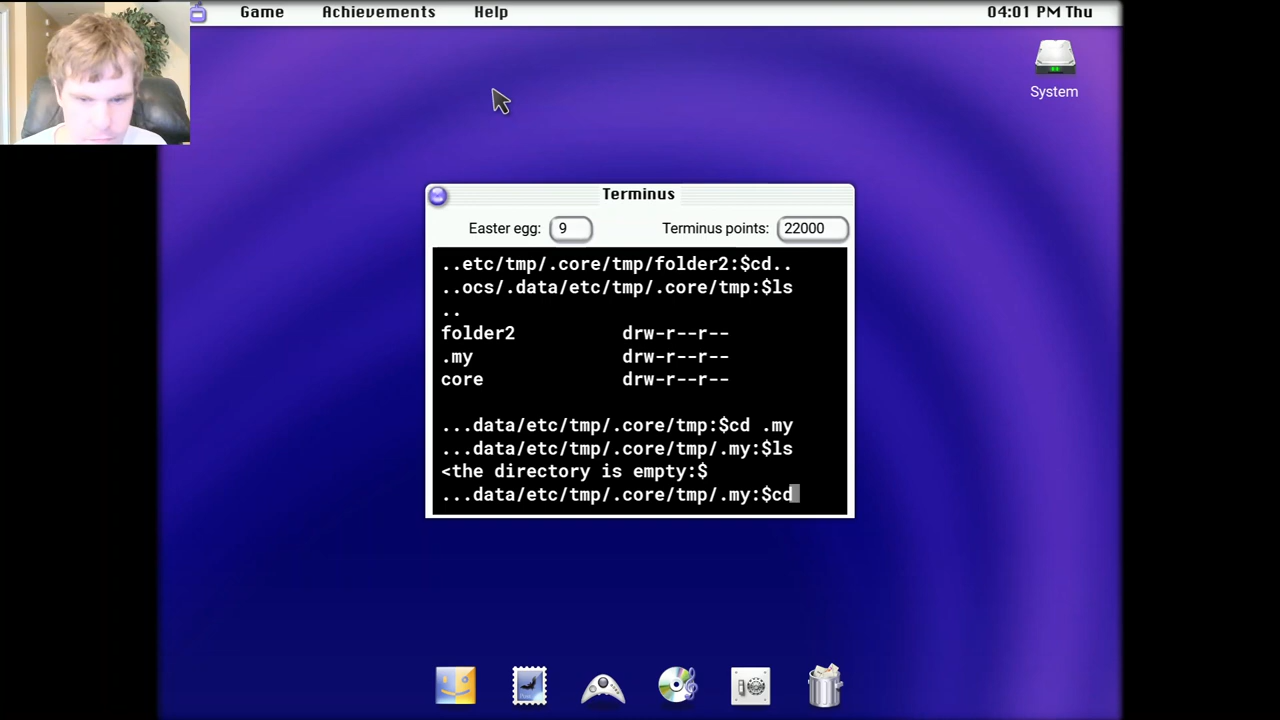 Game Achievements Help 04:01 PM Thu
System
Terminus
Easter egg: 9 Terminus points: 22000
..etc/tmp/.core/tmp/folder2:$cd..
..ocs/.data/etc/tmp/.core/tmp:$ls
..
folder2 drw-r--r--
.my drw-r--r--
core drw-r--r--
...data/etc/tmp/.core/tmp:$cd .my
...data/etc/tmp/.core/tmp/.my:$ls
<the directory is empty:$
...data/etc/tmp/.core/tmp/.my:$cd